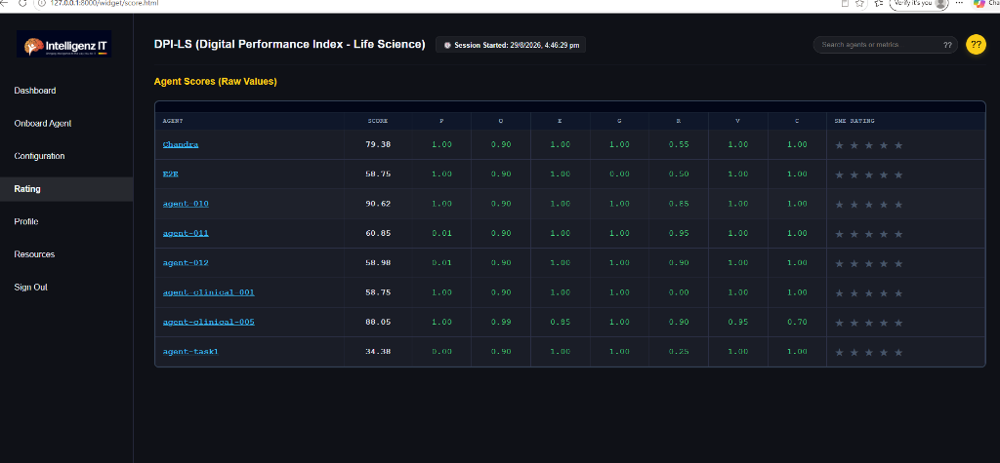 127.0.0.1:8000/widget/score.html
Verify it's you
Cha
Intelligenz IT
DPI-LS (Digital Performance Index - Life Science)
Session Started: 29/8/2026, 4:46:29 pm
Search agents or metrics
??
??
Dashboard
Onboard Agent
Configuration
Rating
Profile
Resources
Sign Out
Agent Scores (Raw Values)
AGENT SCORE P Q E G R V C SME RATING
Chandra 79.38 1.00 0.90 1.00 1.00 0.55 1.00 1.00 ★ ★ ★ ★ ★
E2E 58.75 1.00 0.90 1.00 0.00 0.50 1.00 1.00 ★ ★ ★ ★ ★
agent-010 90.62 1.00 0.90 1.00 1.00 0.85 1.00 1.00 ★ ★ ★ ★ ★
agent-011 60.85 0.01 0.90 1.00 1.00 0.95 1.00 1.00 ★ ★ ★ ★ ★
agent-012 58.98 0.01 0.90 1.00 1.00 0.90 1.00 1.00 ★ ★ ★ ★ ★
agent-clinical-001 58.75 1.00 0.90 1.00 1.00 0.00 1.00 1.00 ★ ★ ★ ★ ★
agent-clinical-005 88.05 1.00 0.99 0.85 1.00 0.90 0.95 0.70 ★ ★ ★ ★ ★
agent-task1 34.38 0.00 0.90 1.00 1.00 0.25 1.00 1.00 ★ ★ ★ ★ ★